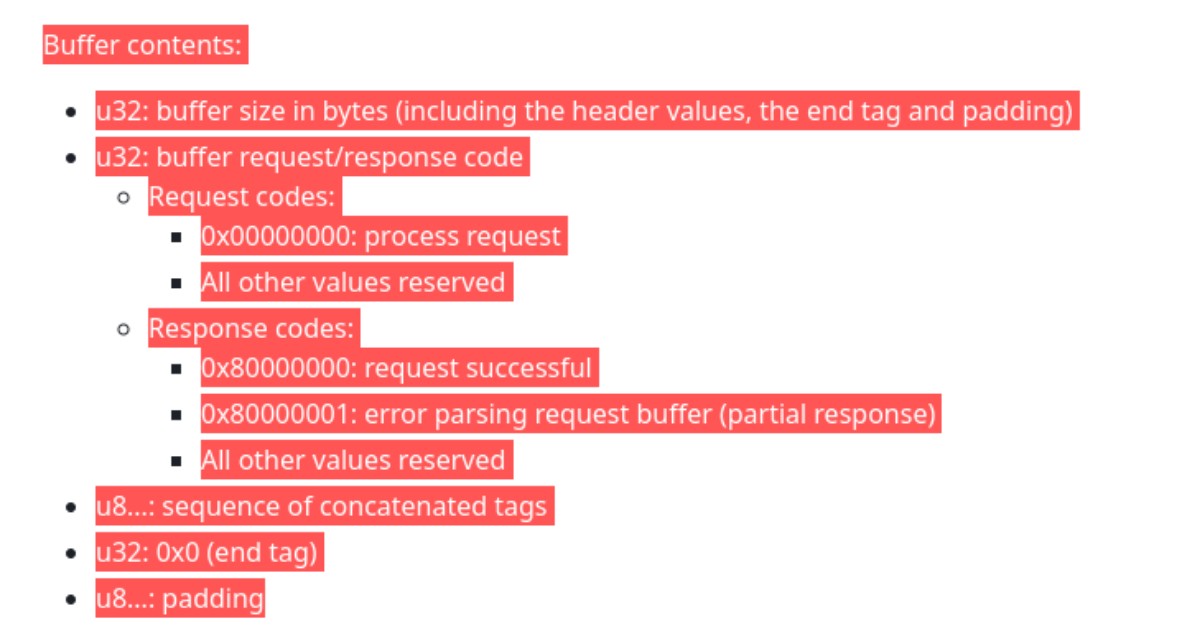 Buffer contents:
u32: buffer size in bytes (including the header values, the end tag and padding)
u32: buffer request/response code
Request codes:
0x00000000: process request
All other values reserved
Response codes:
0x80000000: request successful
0x80000001: error parsing request buffer (partial response)
All other values reserved
u8...: sequence of concatenated tags
u32: 0x0 (end tag)
u8...: padding